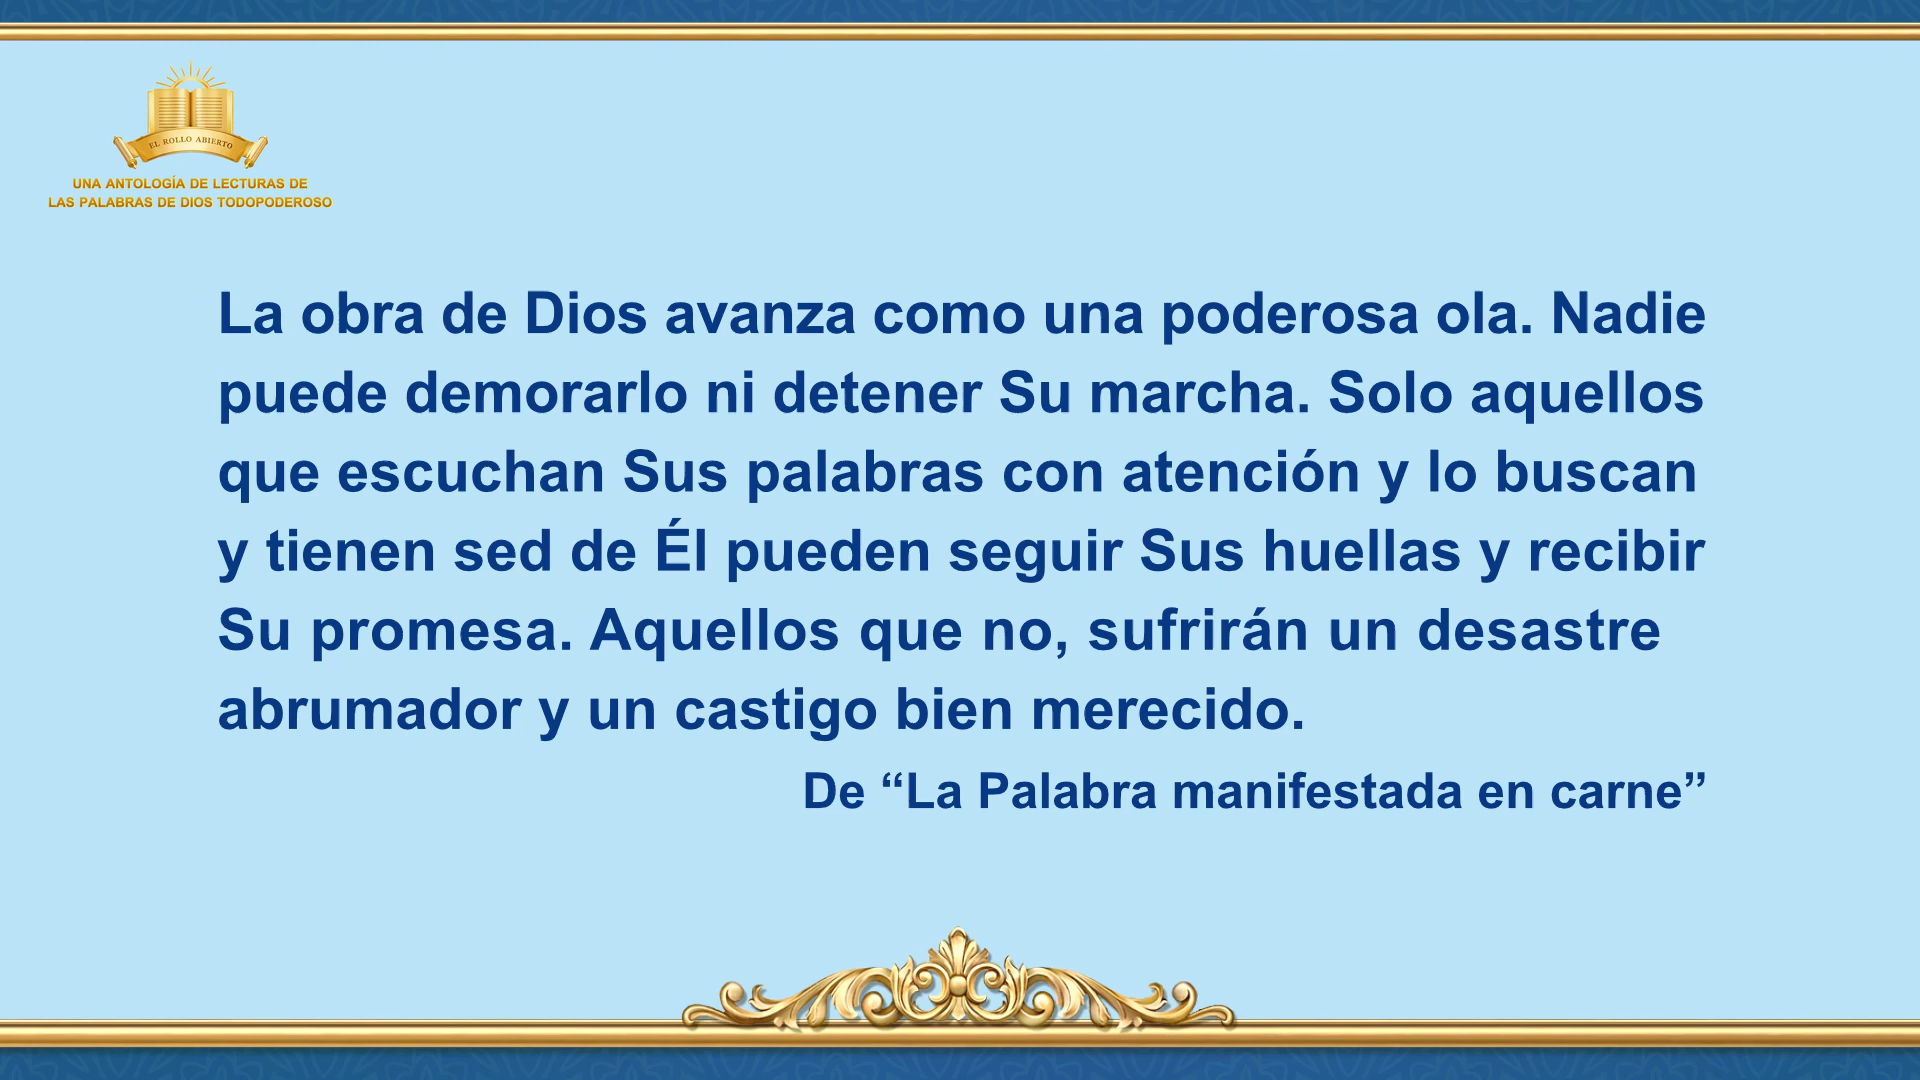 EL ROLLO ABIERTO
UNA ANTOLOGÍA DE LECTURAS DE
LAS PALABRAS DE DIOS TODOPODEROSO
La obra de Dios avanza como una poderosa ola. Nadie
puede demorarlo ni detener Su marcha. Solo aquellos
que escuchan Sus palabras con atención y lo buscan
y tienen sed de Él pueden seguir Sus huellas y recibir
Su promesa. Aquellos que no, sufrirán un desastre
abrumador y un castigo bien merecido.
De “La Palabra manifestada en carne”